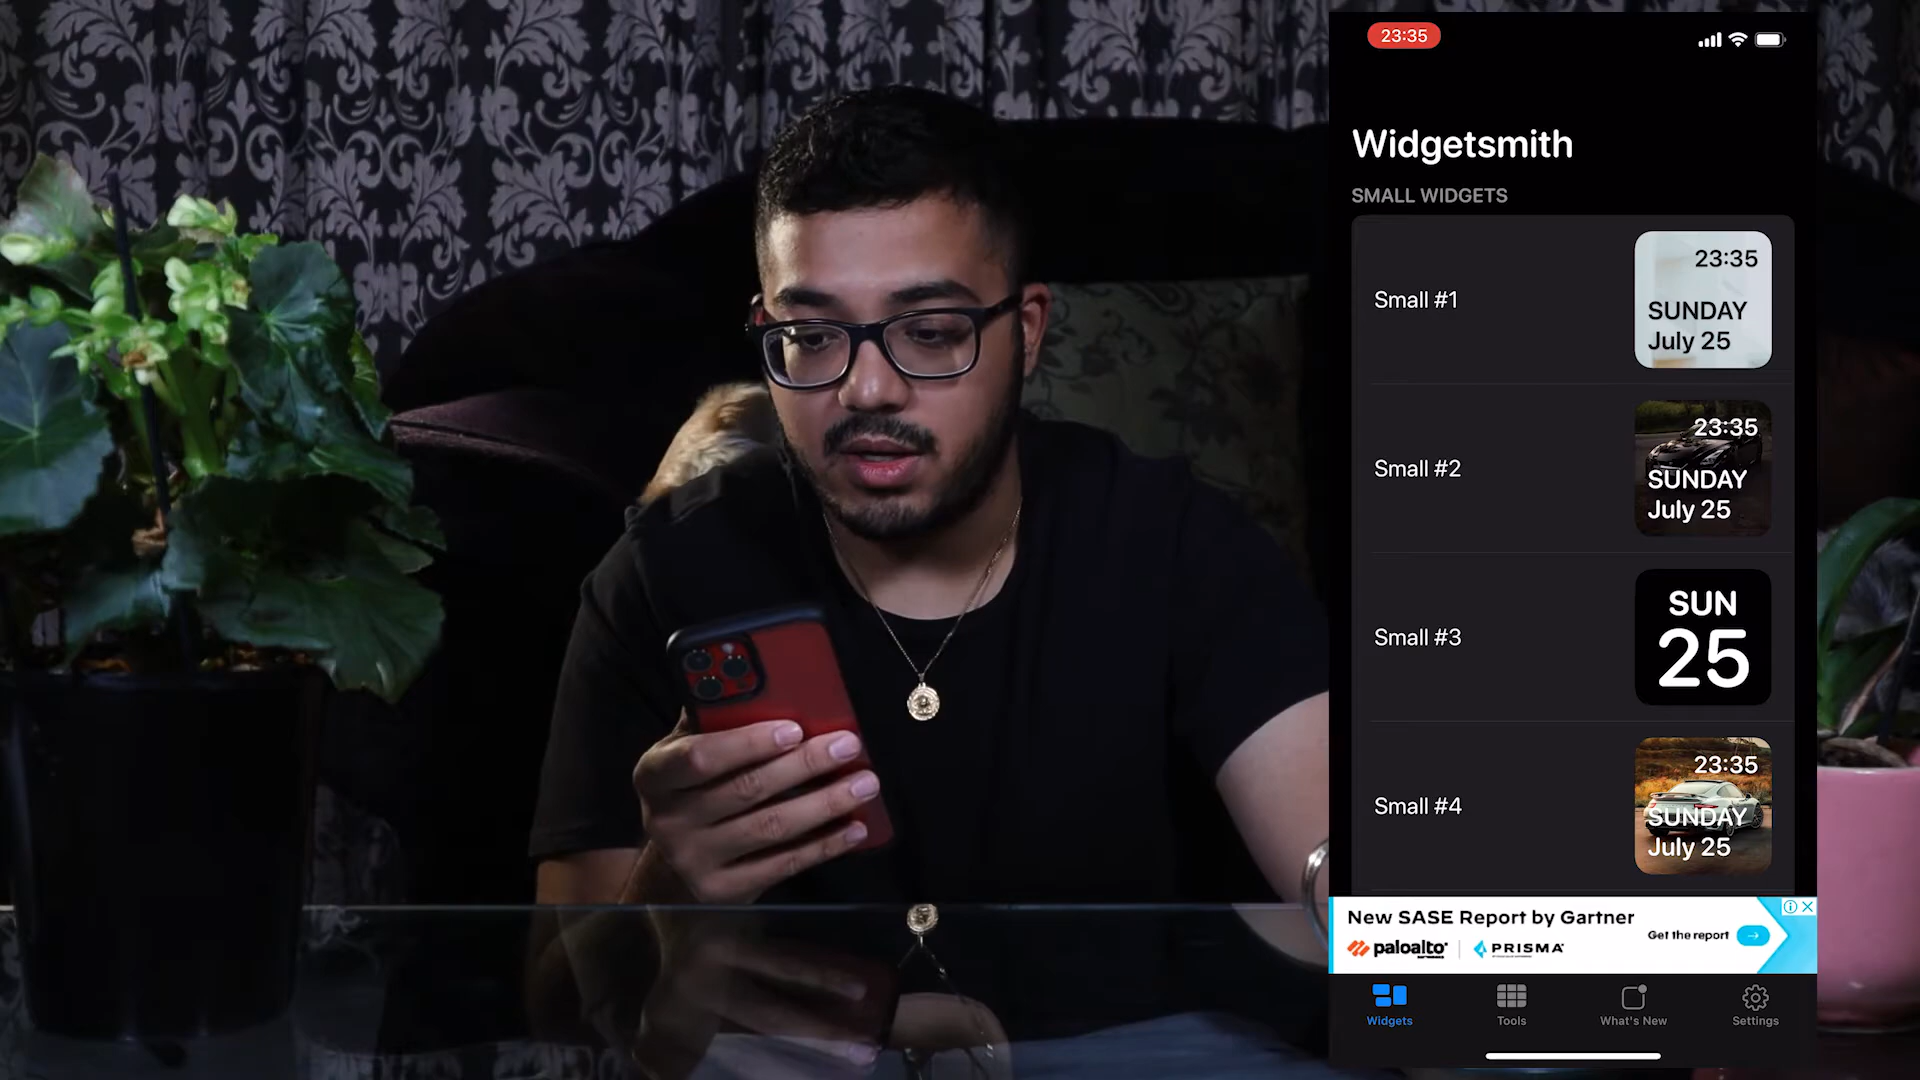 23:35
Widgetsmith
SMALL WIDGETS
Small #1
23:35
SUNDAY
July 25
Small #2
23:35
SUNDAY
July 25
Small #3
SUN
25
Small #4
23:35
SUNDAY
July 25
New SASE Report by Gartner
paloalto
PRISMA
Get the report
Widgets
Tools
What's New
Settings